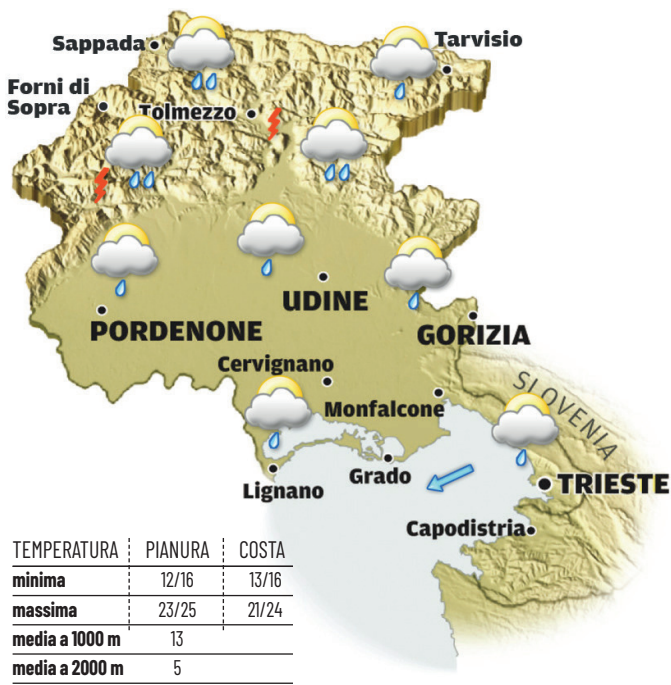 Sappada
Tarvisio
Forni di
Sopra
Tolmezzo
UDINE
PORDENONE
GORIZIA
Cervignano
SLOVENIA
Monfalcone
Grado
Lignano
TRIESTE
Capodistria
TEMPERATURA PIANURA COSTA
minima 12/16 13/16
massima 23/25 21/24
media a 1000 m 13
media a 2000 m 5